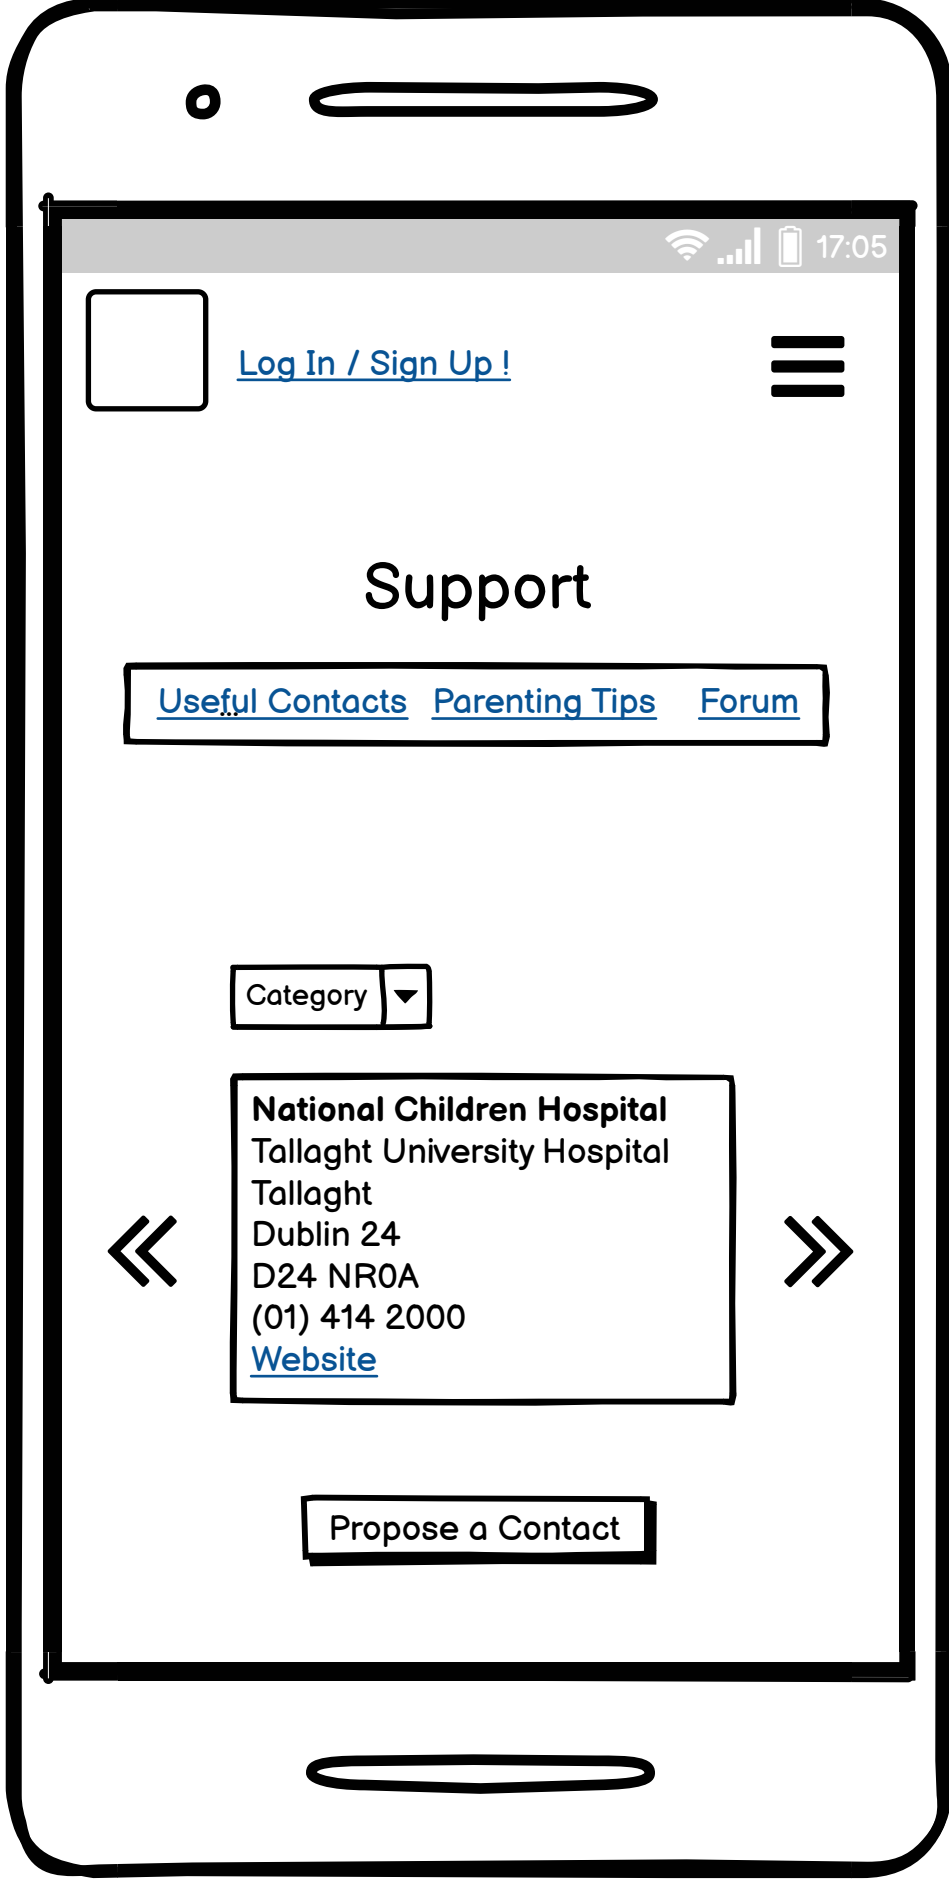 17:05
Log In / Sign Up !
Support
Useful Contacts Parenting Tips Forum
Category
National Children Hospital
Tallaght University Hospital
Tallaght
Dublin 24
D24 NR0A
(01) 414 2000
Website
Propose a Contact